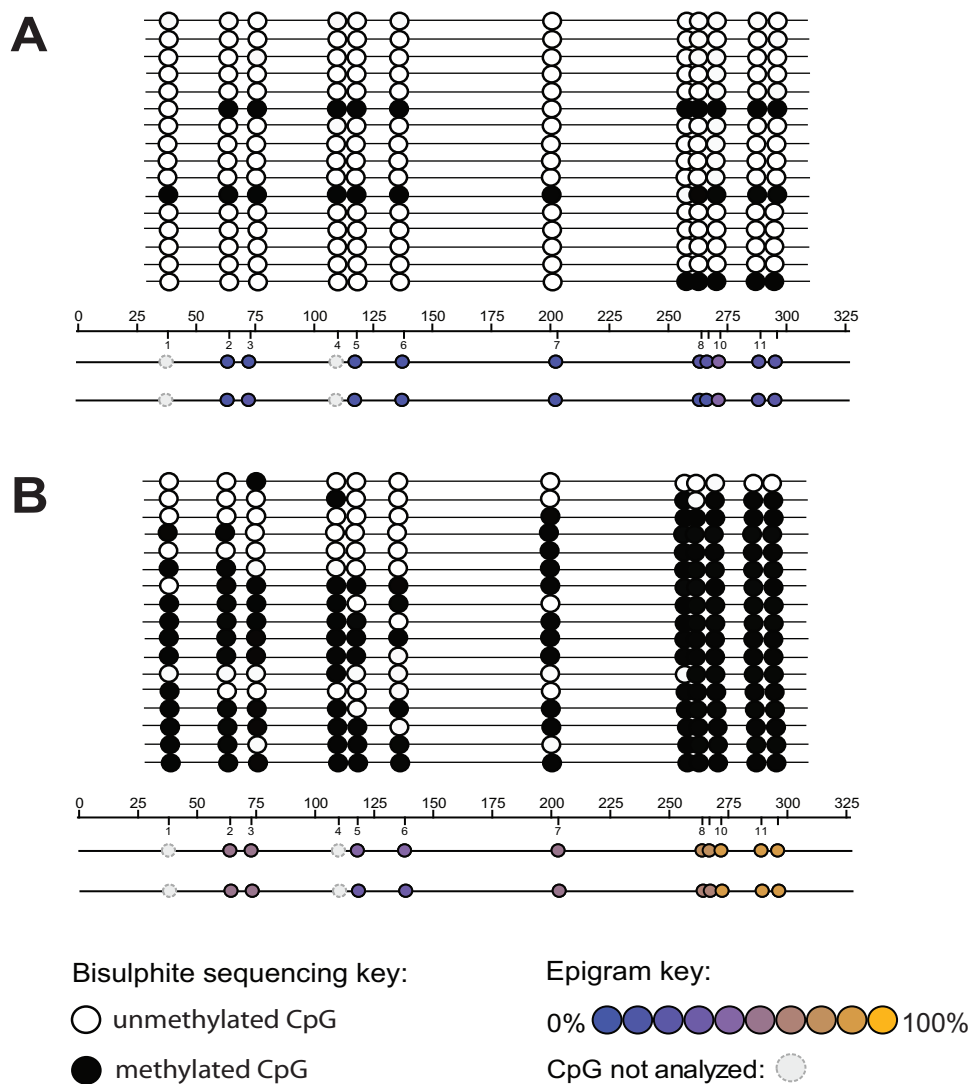 A
0 25 50 75 100 125 150 175 200 225 250 275 300 325
1 2 3 4 5 6 7 8 10 11
B
0 25 50 75 100 125 150 175 200 225 250 275 300 325
1 2 3 4 5 6 7 8 10 11
Bisulphite sequencing key:
unmethylated CpG
methylated CpG
Epigram key:
0% 100%
CpG not analyzed: